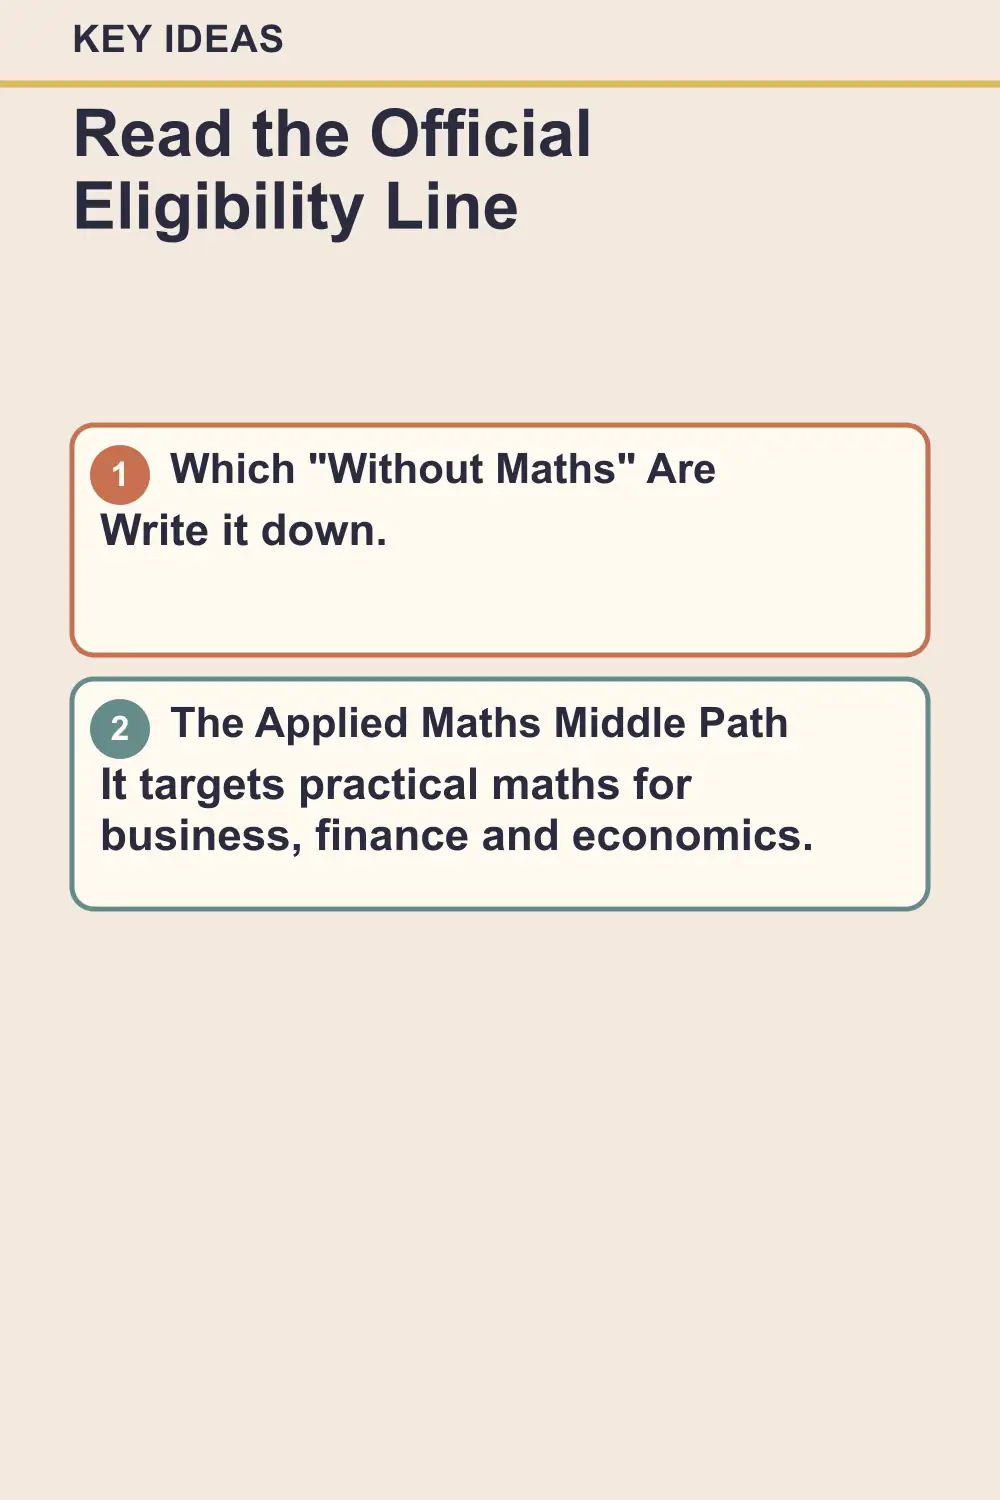 KEY IDEAS
Read the Official
Eligibility Line
1 Which "Without Maths" Are
Write it down.
2 The Applied Maths Middle Path
It targets practical maths for
business, finance and economics.